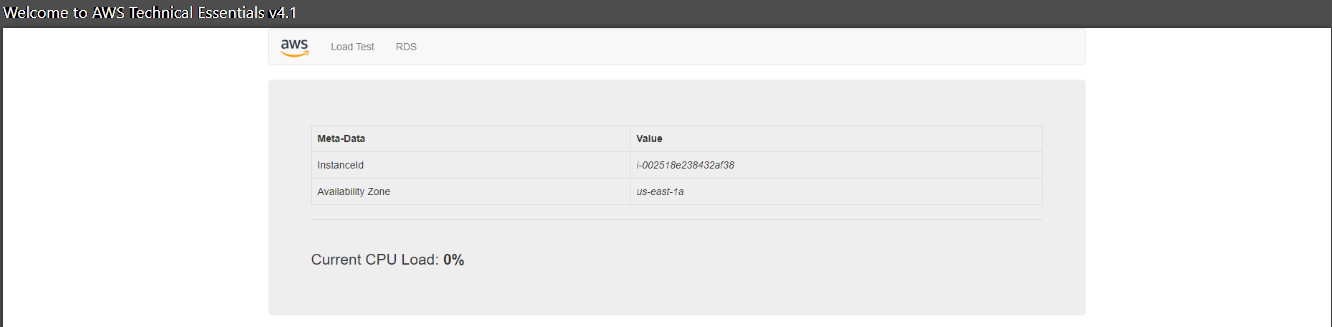 Welcome to AWS Technical Essentials v4.1
aws Load Test RDS
Meta-Data Value
InstanceId i-002518e238432af38
Availability Zone us-east-1a
Current CPU Load: 0%